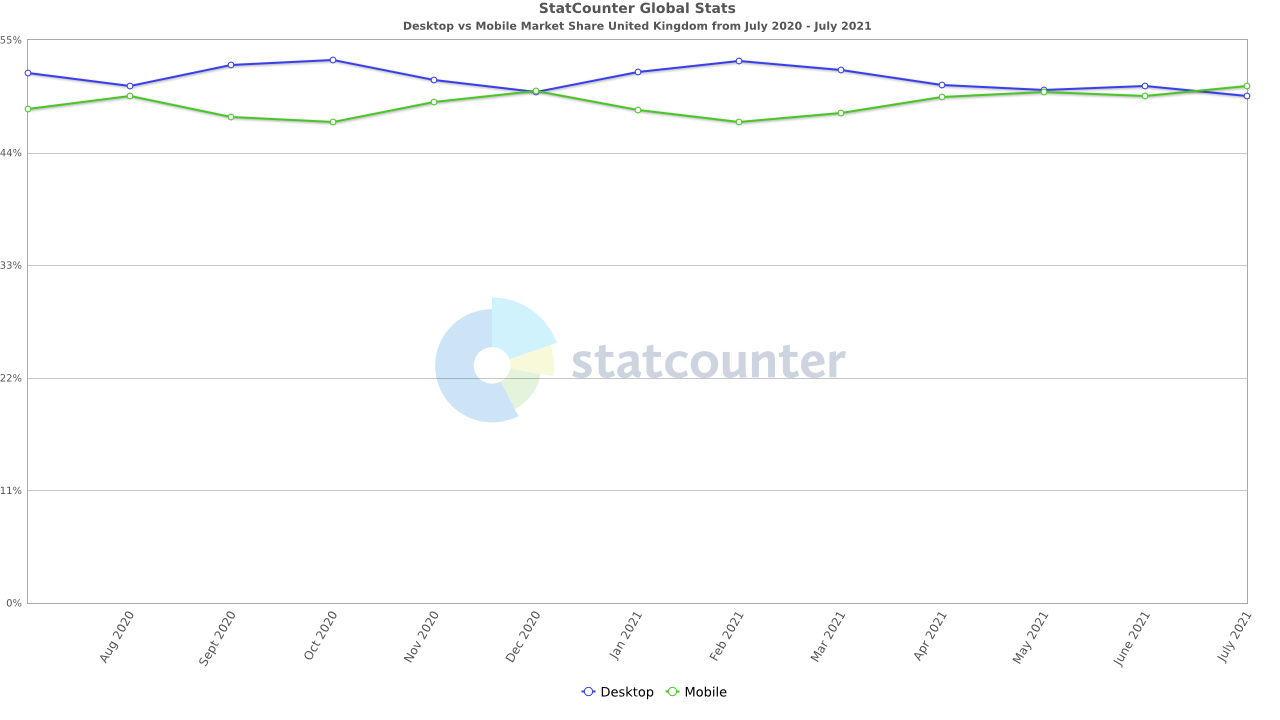 StatCounter Global Stats
Desktop vs Mobile Market Share United Kingdom from July 2020 - July 2021
55%
44%
33%
22%
11%
0%
statcounter
Aug 2020
Sept 2020
Oct 2020
Nov 2020
Dec 2020
Jan 2021
Feb 2021
Mar 2021
Apr 2021
May 2021
June 2021
July 2021
Desktop Mobile